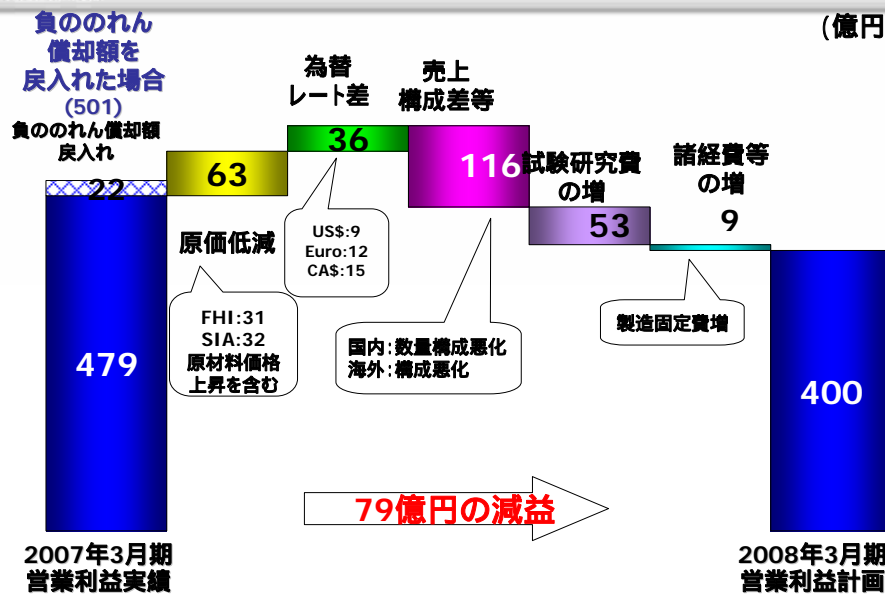 負ののれん
償却額を
戻入れた場合
(501)
負ののれん償却額
戻入れ
22
479
2007年3月期
営業利益実績
63
原価低減
FHI:31
SIA:32
原材料価格
上昇を含む
為替
レート差
36
US$:9
Euro:12
CA$:15
売上
構成差等
116
国内:数量構成悪化
海外:構成悪化
試験研究費
の増
53
諸経費等
の増
9
製造固定費増
(億円
400
2008年3月期
営業利益計画
79億円の減益